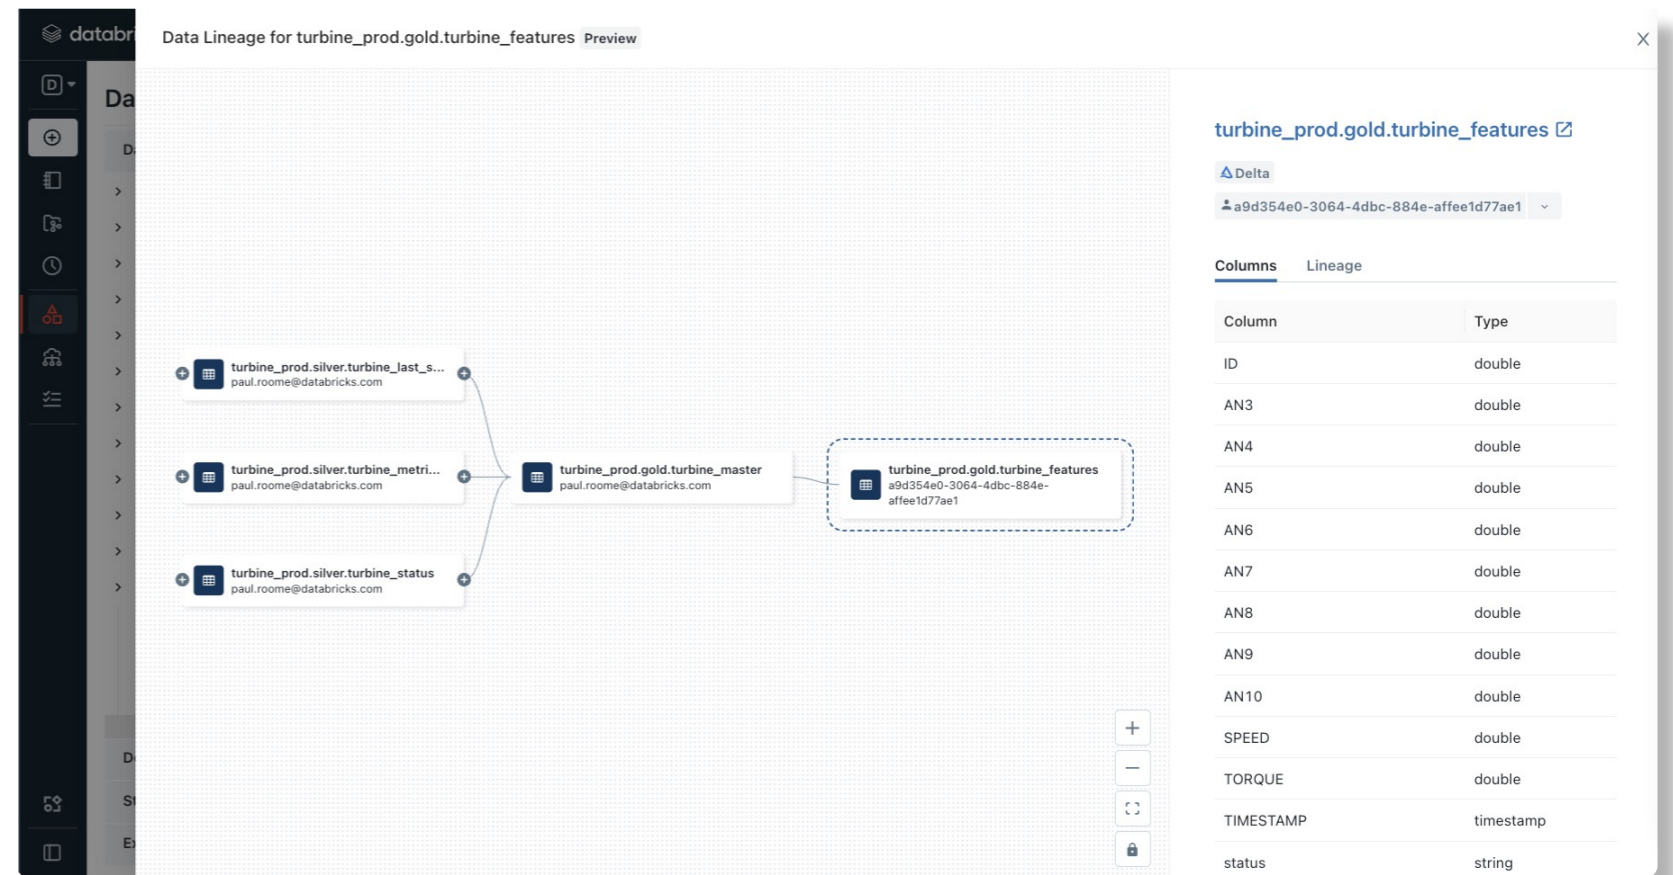 databri
Data Lineage for turbine_prod.gold.turbine_features Preview
D
Da
D
turbine_prod.gold.turbine_features
Delta
a9d354e0-3064-4dbc-884e-affee1d77ae1
Columns Lineage
Column Type
ID double
AN3 double
AN4 double
AN5 double
AN6 double
AN7 double
AN8 double
AN9 double
AN10 double
SPEED double
TORQUE double
TIMESTAMP timestamp
status string
turbine_prod.silver.turbine_last_s...
paul.roome@databricks.com
turbine_prod.silver.turbine_metri...
paul.roome@databricks.com
turbine_prod.silver.turbine_status
paul.roome@databricks.com
turbine_prod.gold.turbine_master
paul.roome@databricks.com
turbine_prod.gold.turbine_features
a9d354e0-3064-4dbc-884e-
affee1d77ae1